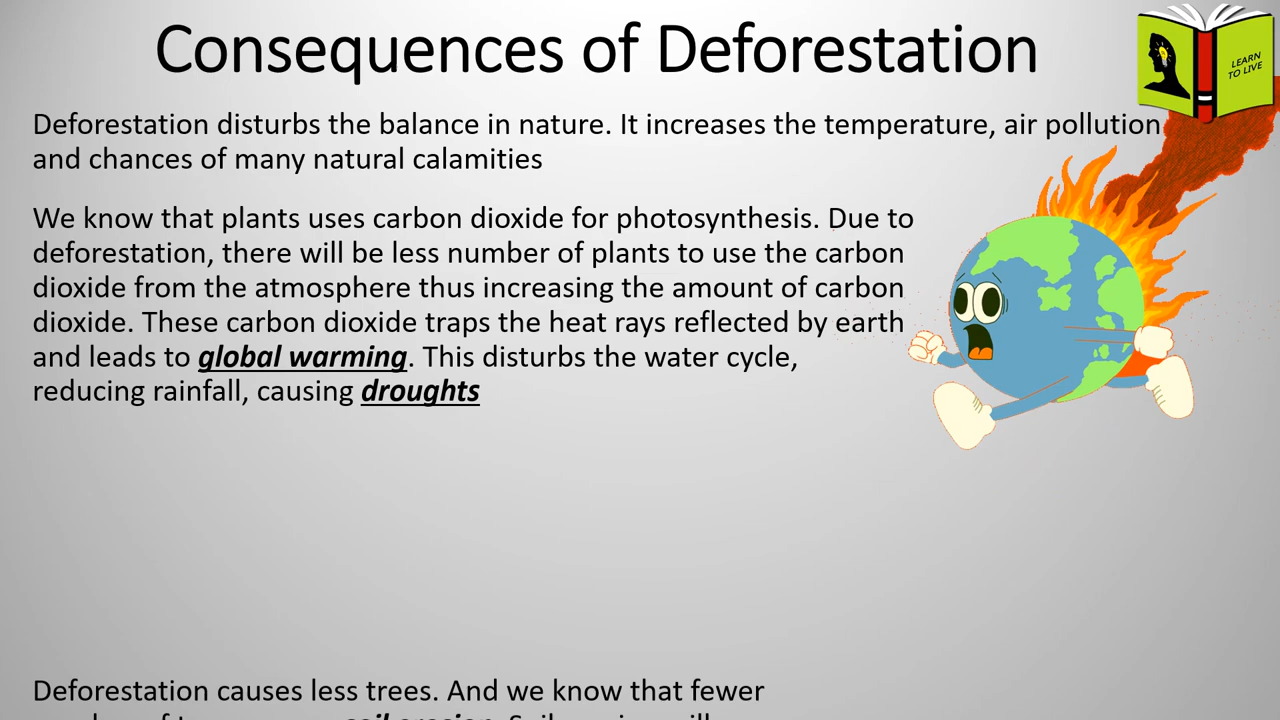 Consequences of Deforestation
LEARN
TO LIVE
Deforestation disturbs the balance in nature. It increases the temperature, air pollution
and chances of many natural calamities
We know that plants uses carbon dioxide for photosynthesis. Due to
deforestation, there will be less number of plants to use the carbon
dioxide from the atmosphere thus increasing the amount of carbon
dioxide. These carbon dioxide traps the heat rays reflected by earth
and leads to global warming. This disturbs the water cycle,
reducing rainfall, causing droughts
Deforestation causes less trees. And we know that fewer
soil erosion. Soil